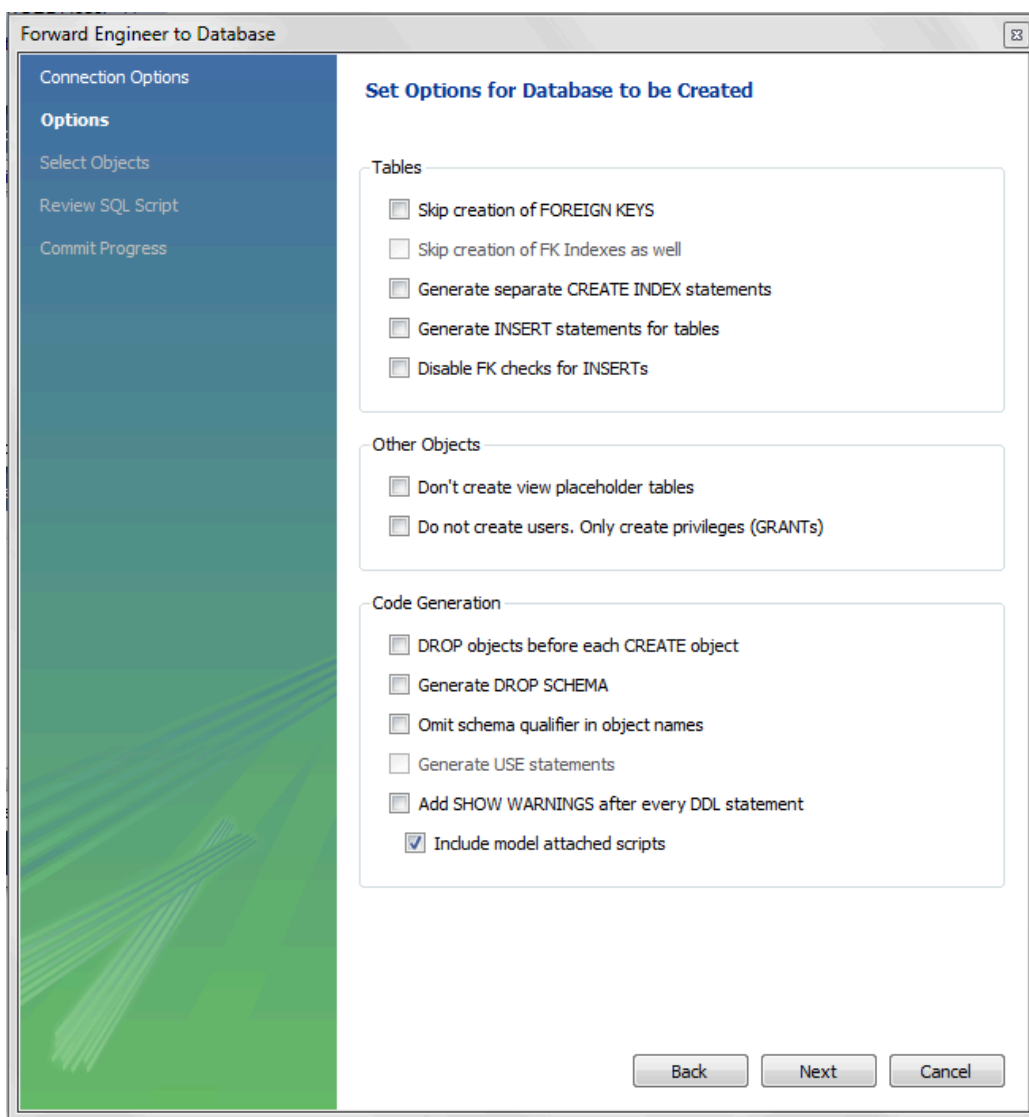 Forward Engineer to Database
Connection Options
Options
Select Objects
Review SQL Script
Commit Progress
Set Options for Database to be Created
Tables
Skip creation of FOREIGN KEYS
Skip creation of FK Indexes as well
Generate separate CREATE INDEX statements
Generate INSERT statements for tables
Disable FK checks for INSERTs
Other Objects
Don't create view placeholder tables
Do not create users. Only create privileges (GRANTs)
Code Generation
DROP objects before each CREATE object
Generate DROP SCHEMA
Omit schema qualifier in object names
Generate USE statements
Add SHOW WARNINGS after every DDL statement
Include model attached scripts
Back Next Cancel